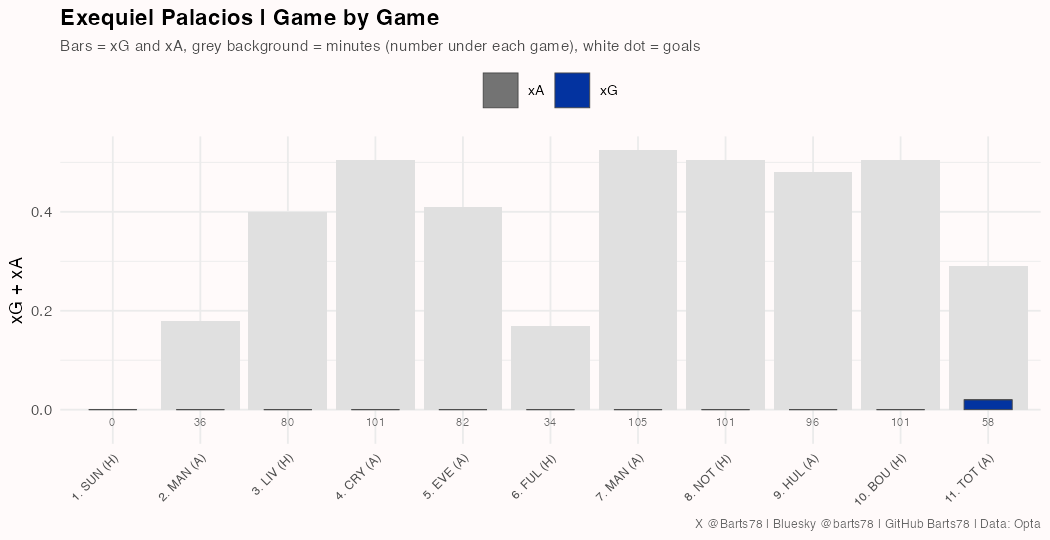 Exequiel Palacios | Game by Game
Bars = xG and xA, grey background = minutes (number under each game), white dot = goals
xA xG
xG + xA
0.4
0.2
0.0
0 36 80 101 82 34 105 101 96 101 58
1. SUN (H) 2. MAN (A) 3. LIV (H) 4. CRY (A) 5. EVE (A) 6. FUL (H) 7. MAN (A) 8. NOT (H) 9. HUL (A) 10. BOU (H) 11. TOT (A)
X @Barts78 | Bluesky @barts78 | GitHub Barts78 | Data: Opta